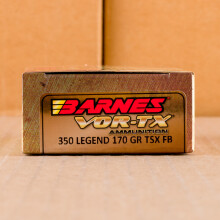 BARNES
VOR-TX
AMMUNITION
350 LEGEND 170 GR TSX FB